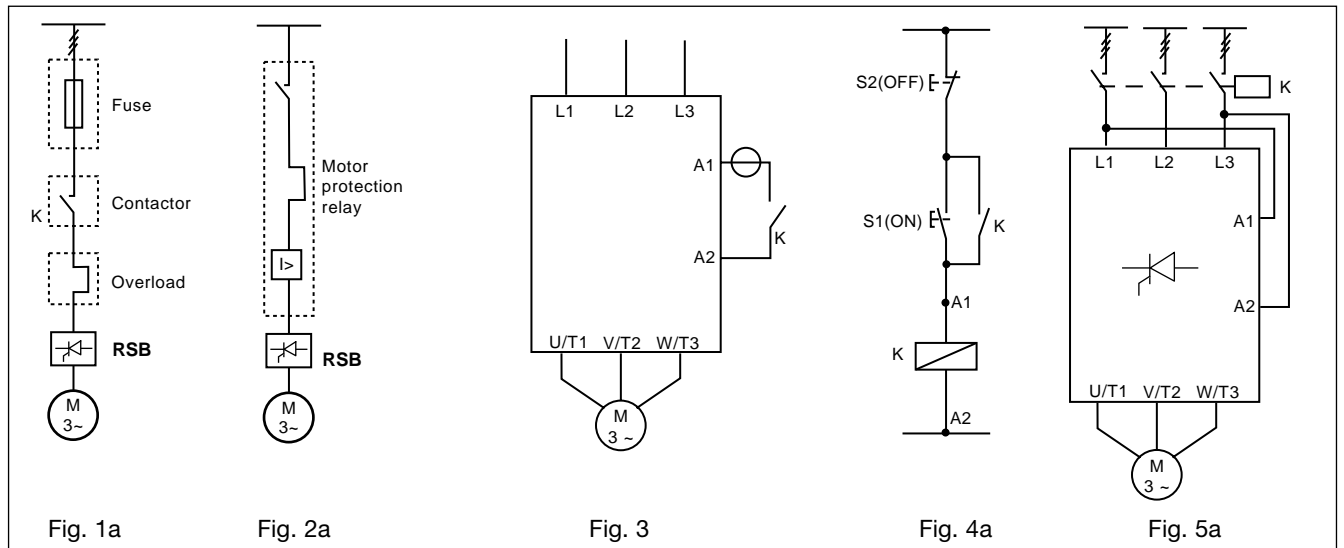 Fuse
K
Contactor
Overload
RSB
M
3~
Fig. 1a
Motor
protection
relay
I>
RSB
M
3~
Fig. 2a
L1 L2 L3
A1
K
A2
U/T1 V/T2 W/T3
M
3 ~
Fig. 3
S2(OFF)
S1(ON)
K
A1
K
A2
Fig. 4a
K
L1 L2 L3
A1
A2
U/T1 V/T2 W/T3
M
3 ~
Fig. 5a